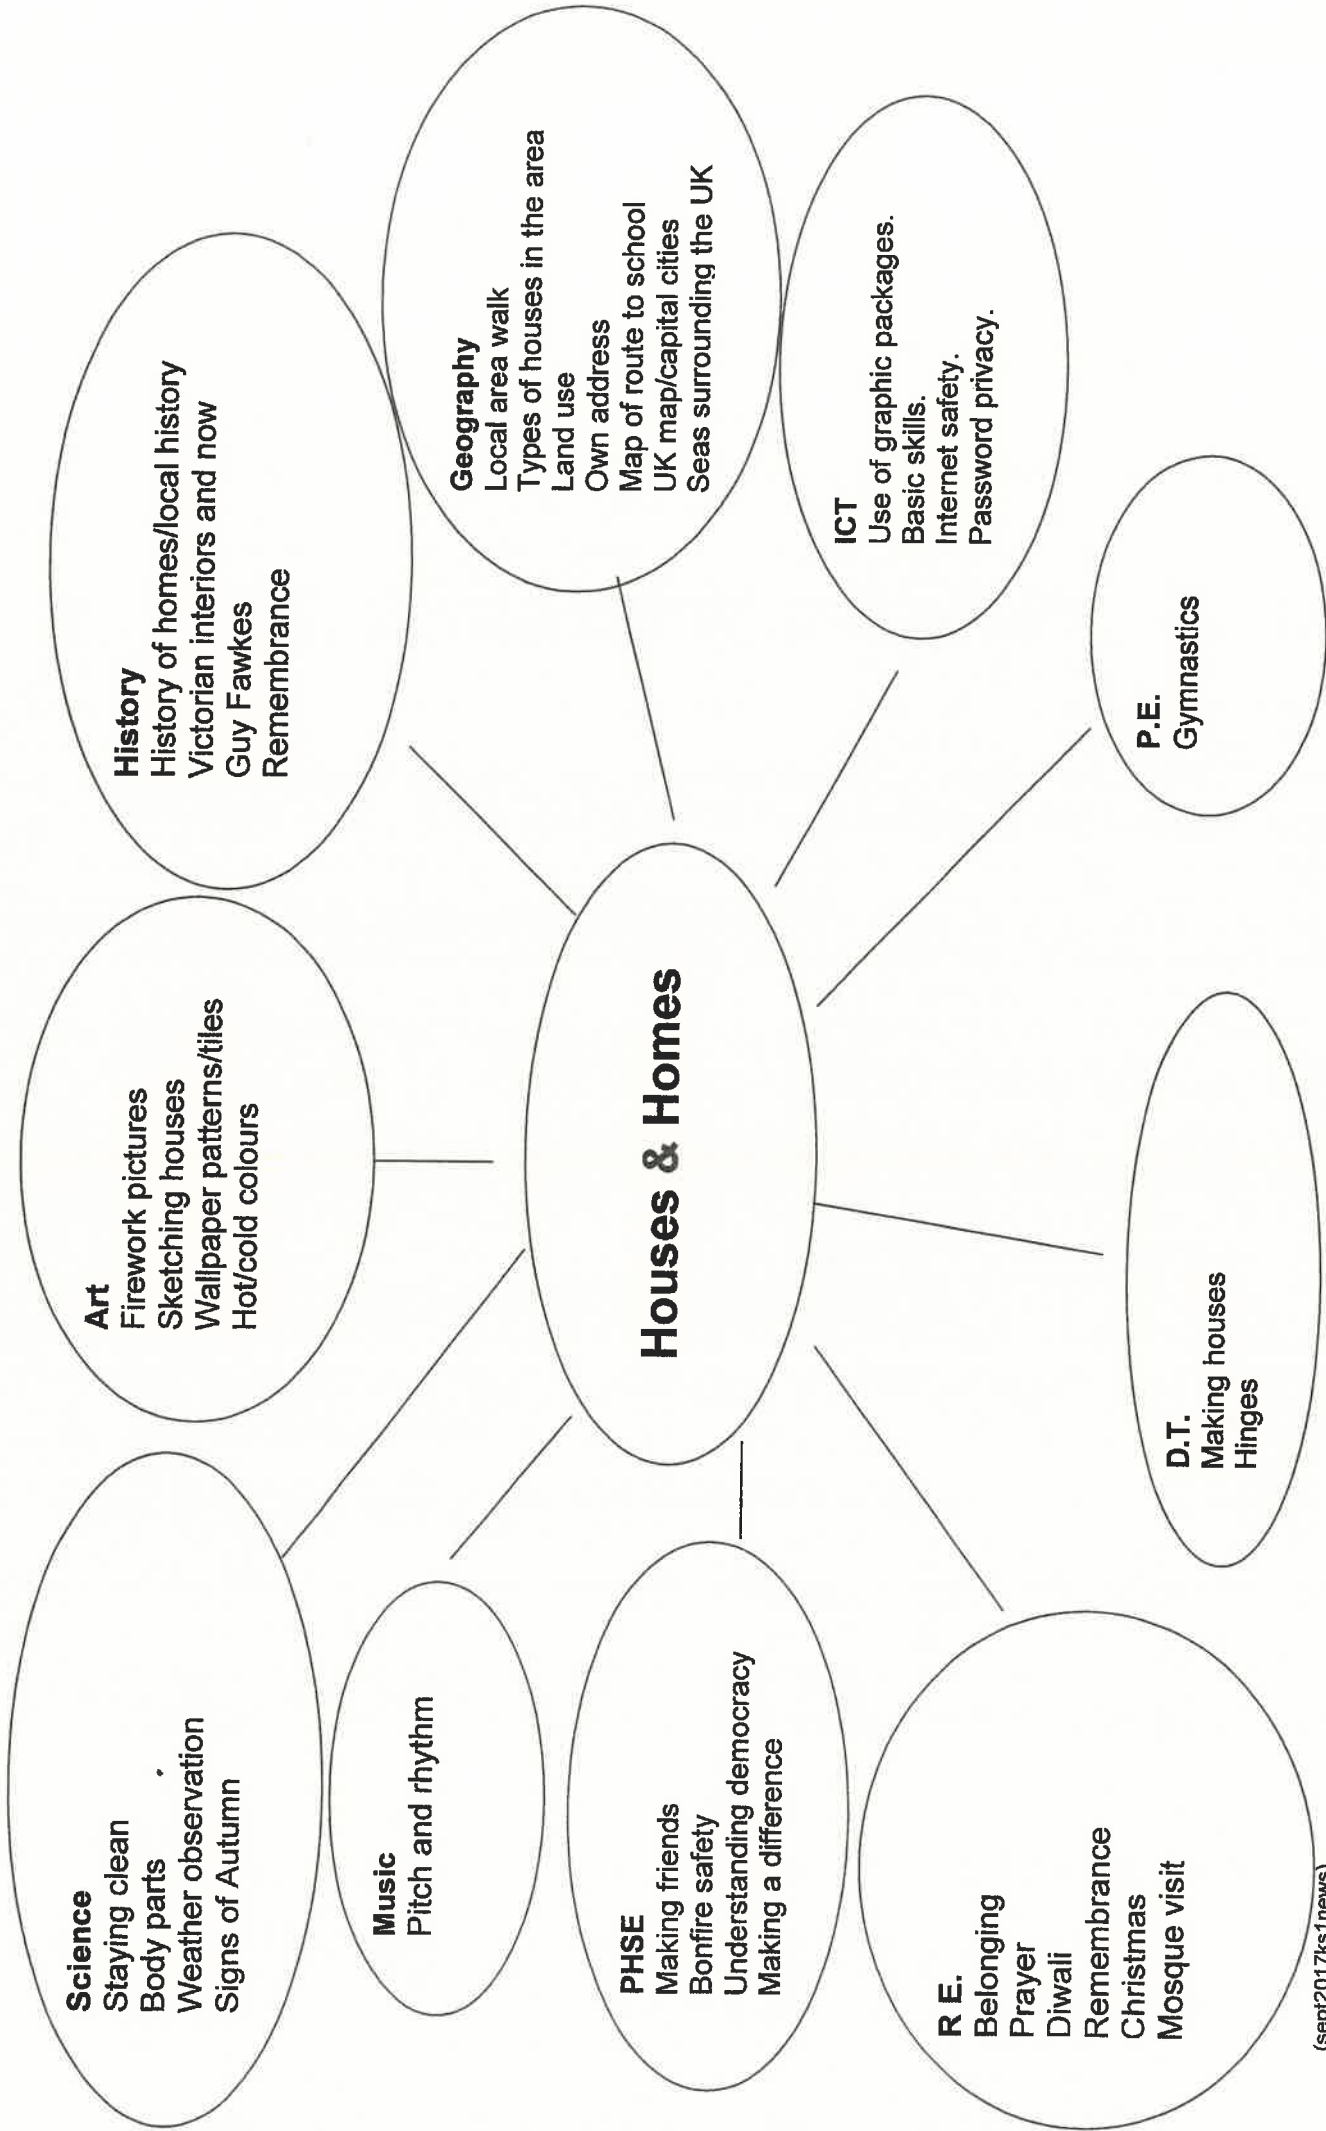 Science
Staying clean
Body parts
Weather observation
Signs of Autumn
Art
Firework pictures
Sketching houses
Wallpaper patterns/tiles
Hot/cold colours
History
History of homes/local history
Victorian interiors and now
Guy Fawkes
Remembrance
Music
Pitch and rhythm
Geography
Local area walk
Types of houses in the area
Land use
Own address
Map of route to school
UK map/capital cities
Seas surrounding the UK
Houses & Homes
PHSE
Making friends
Bonfire safety
Understanding democracy
Making a difference
ICT
Use of graphic packages.
Basic skills.
Internet safety.
Password privacy.
R E.
Belonging
Prayer
Diwali
Remembrance
Christmas
Mosque visit
D.T.
Making houses
Hinges
P.E.
Gymnastics
(sept2017ks1news)